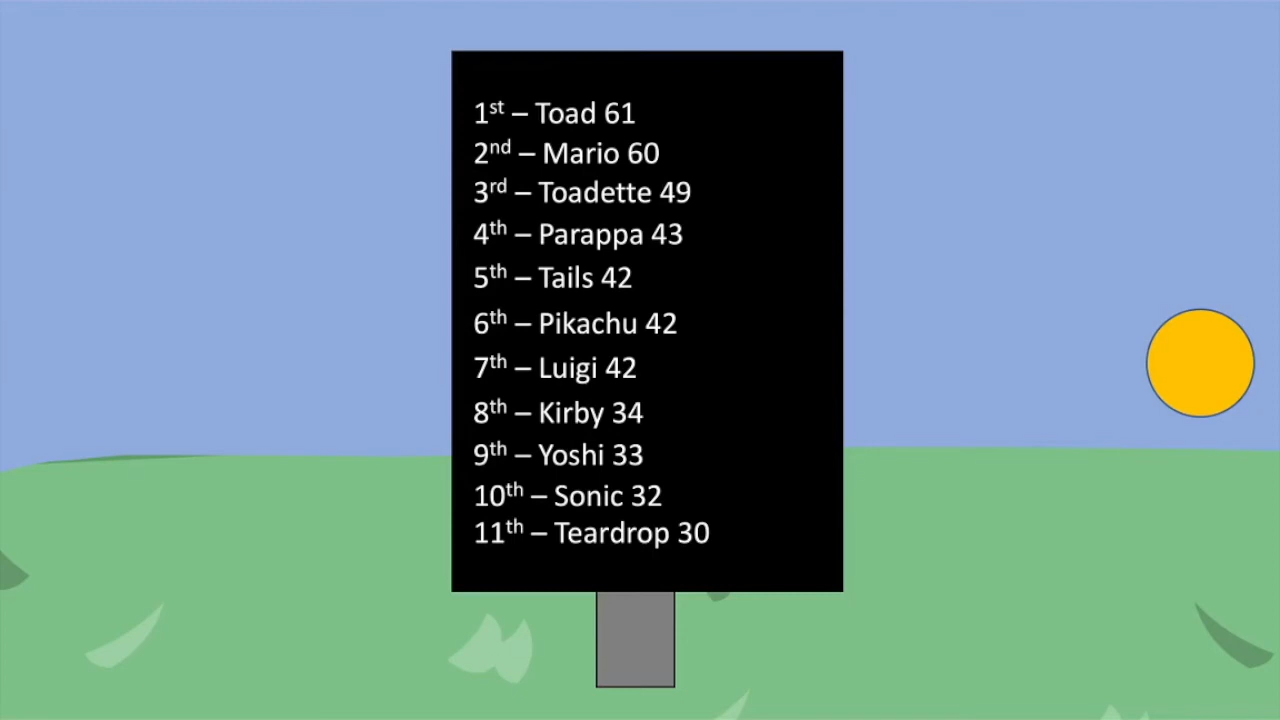 1st – Toad 61
2nd – Mario 60
3rd – Toadette 49
4th – Parappa 43
5th – Tails 42
6th – Pikachu 42
7th – Luigi 42
8th – Kirby 34
9th – Yoshi 33
10th – Sonic 32
11th – Teardrop 30